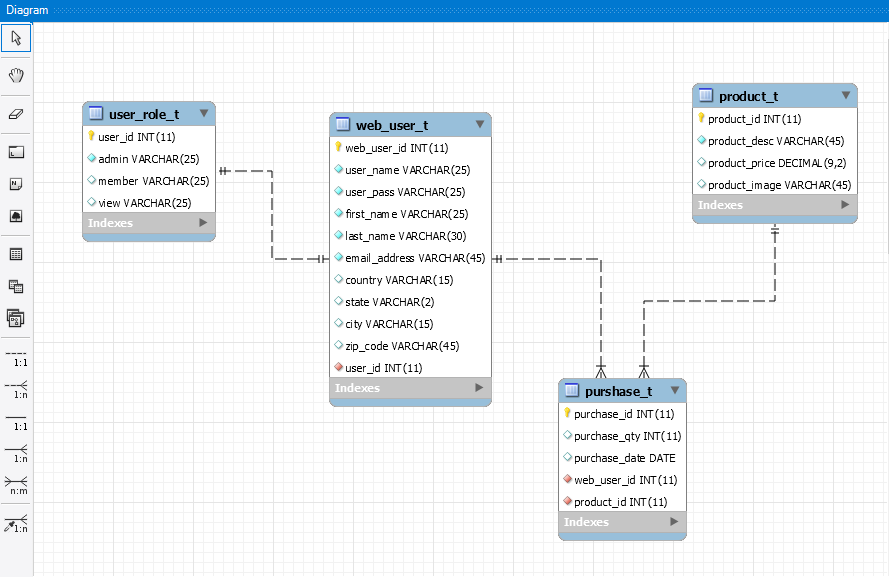 Diagram
user_role_t
user_id INT(11)
admin VARCHAR(25)
member VARCHAR(25)
view VARCHAR(25)
Indexes
web_user_t
web_user_id INT(11)
user_name VARCHAR(25)
user_pass VARCHAR(25)
first_name VARCHAR(25)
last_name VARCHAR(30)
email_address VARCHAR(45)
country VARCHAR(15)
state VARCHAR(2)
city VARCHAR(15)
zip_code VARCHAR(45)
user_id INT(11)
Indexes
product_t
product_id INT(11)
product_desc VARCHAR(45)
product_price DECIMAL(9,2)
product_image VARCHAR(45)
Indexes
purshase_t
purchase_id INT(11)
purchase_qty INT(11)
purchase_date DATE
web_user_id INT(11)
product_id INT(11)
Indexes
1:1
1:n
1:1
1:n
n:m
1:n